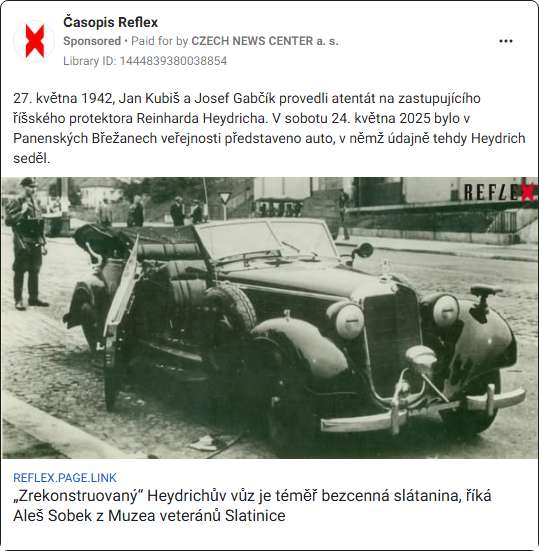 Časopis Reflex
Sponsored • Paid for by CZECH NEWS CENTER a. s.
Library ID: 1444839380038854
27. května 1942, Jan Kubiš a Josef Gabčík provedli atentát na zastupujícího
říšského protektora Reinharda Heydricha. V sobotu 24. května 2025 bylo v
Panenských Břežanech veřejnosti představeno auto, v němž údajně tehdy Heydrich
seděl.
REFLEX
REFLEX.PAGE.LINK
„Zrekonstruovaný“ Heydrichův vůz je téměř bezcenná slátanina, říká
Aleš Sobek z Muzea veteránů Slatinice